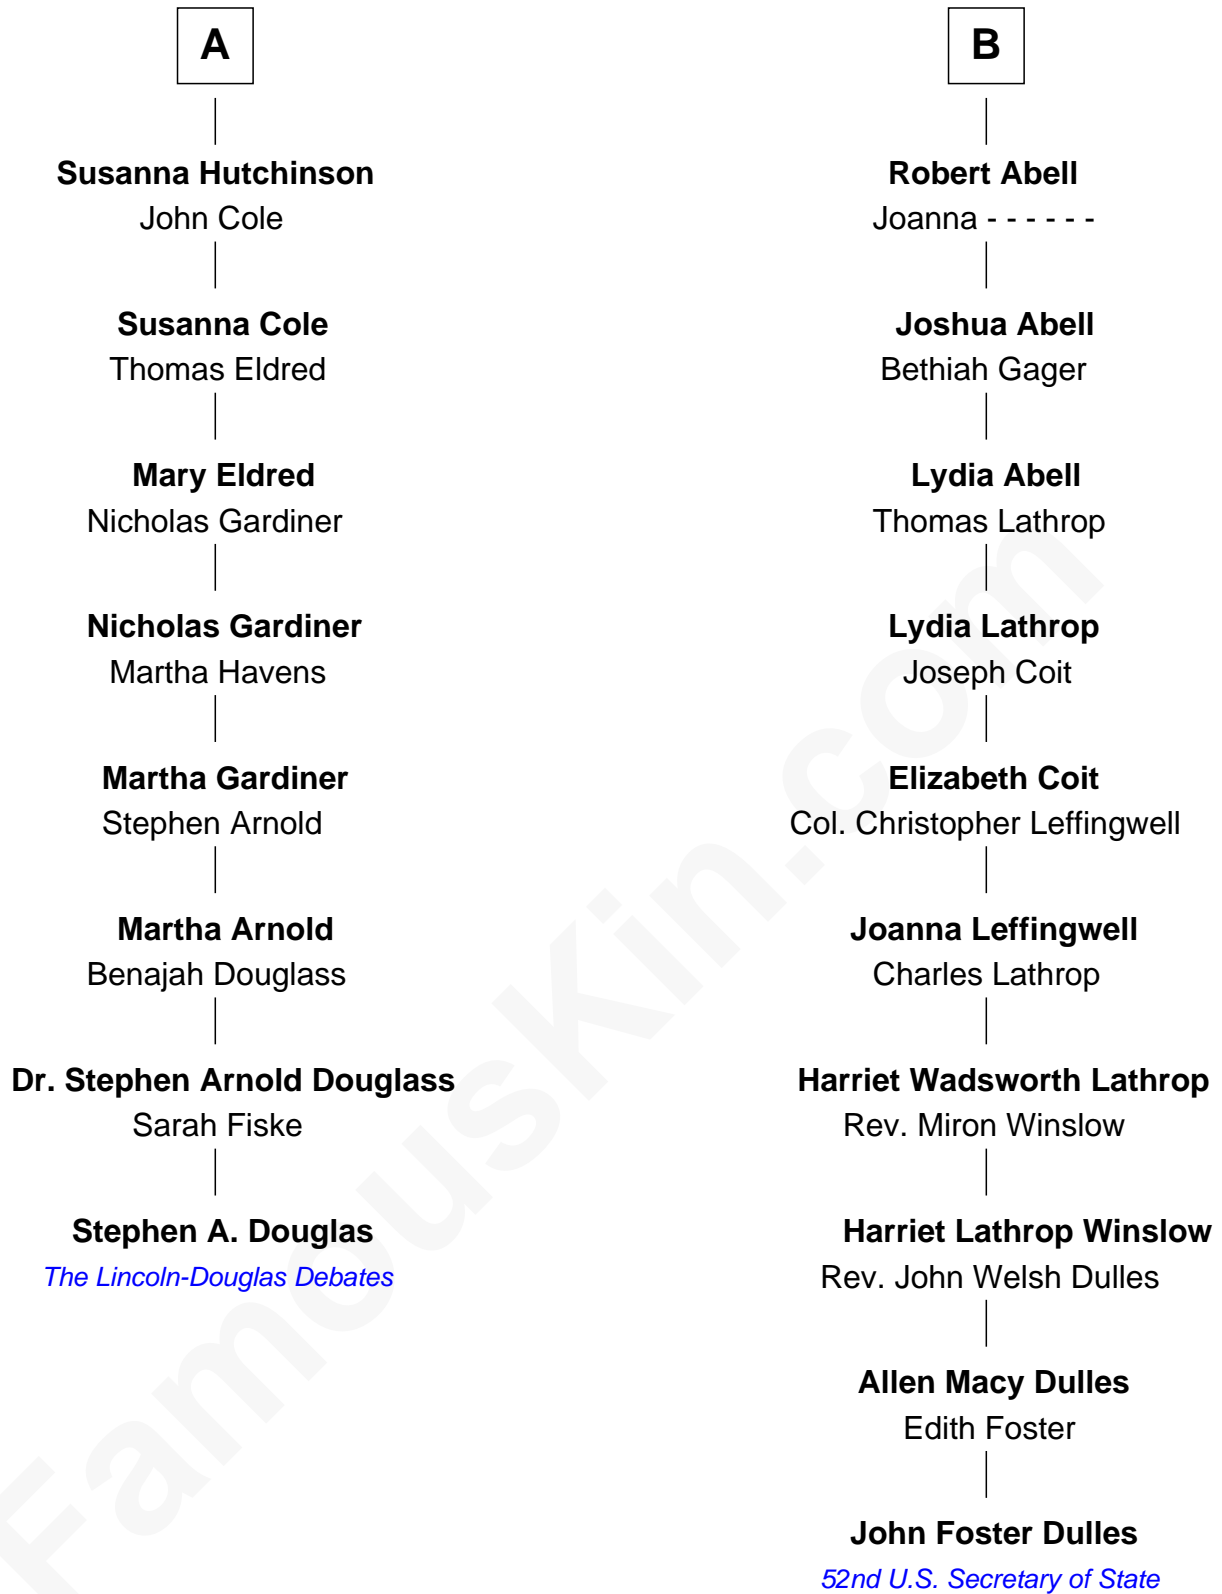 A
Susanna Hutchinson
John Cole
Susanna Cole
Thomas Eldred
Mary Eldred
Nicholas Gardiner
Nicholas Gardiner
Martha Havens
Martha Gardiner
Stephen Arnold
Martha Arnold
Benajah Douglass
Dr. Stephen Arnold Douglass
Sarah Fiske
Stephen A. Douglas
The Lincoln-Douglas Debates
B
Robert Abell
Joanna - - - - - -
Joshua Abell
Bethiah Gager
Lydia Abell
Thomas Lathrop
Lydia Lathrop
Joseph Coit
Elizabeth Coit
Col. Christopher Leffingwell
Joanna Leffingwell
Charles Lathrop
Harriet Wadsworth Lathrop
Rev. Miron Winslow
Harriet Lathrop Winslow
Rev. John Welsh Dulles
Allen Macy Dulles
Edith Foster
John Foster Dulles
52nd U.S. Secretary of State
FamousKin.com